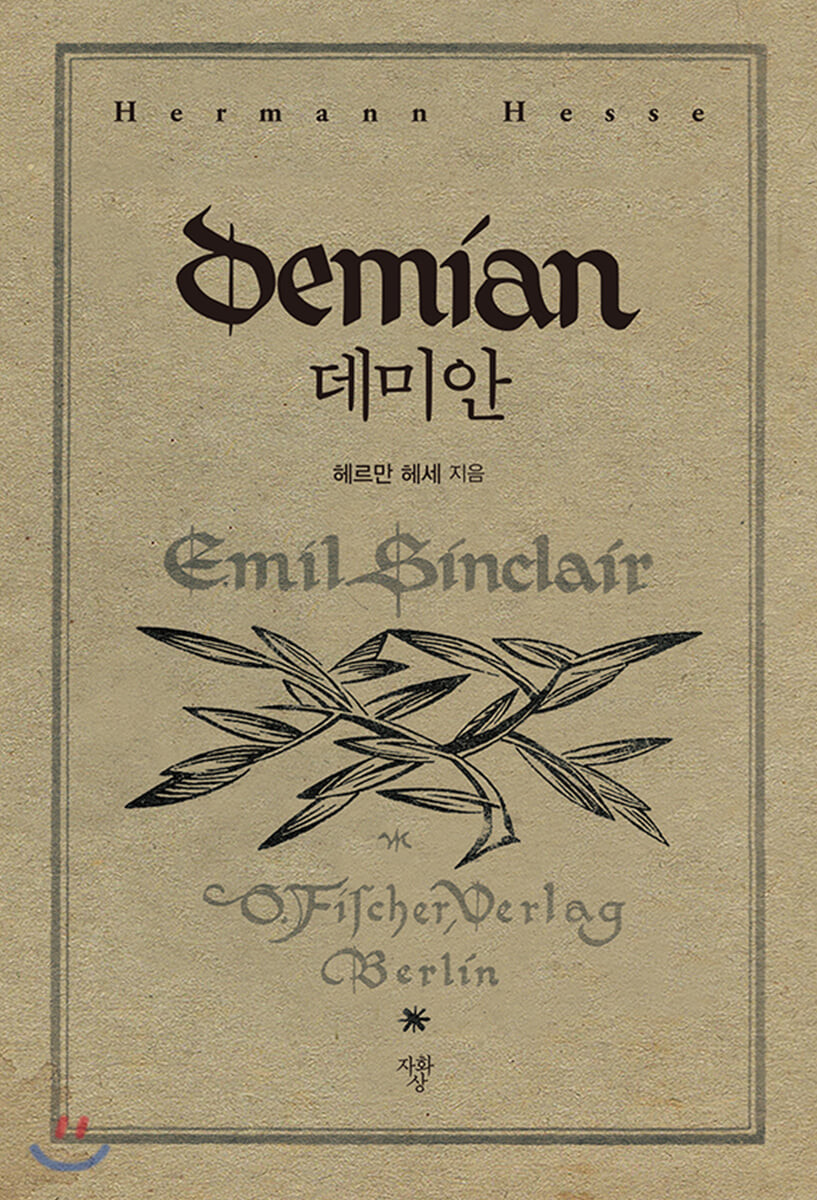 Hermann Hesse
Demian
데미안
헤르만 헤세 지음
Emil Sinclair
S. Fischer, Verlag
Berlin
자화상